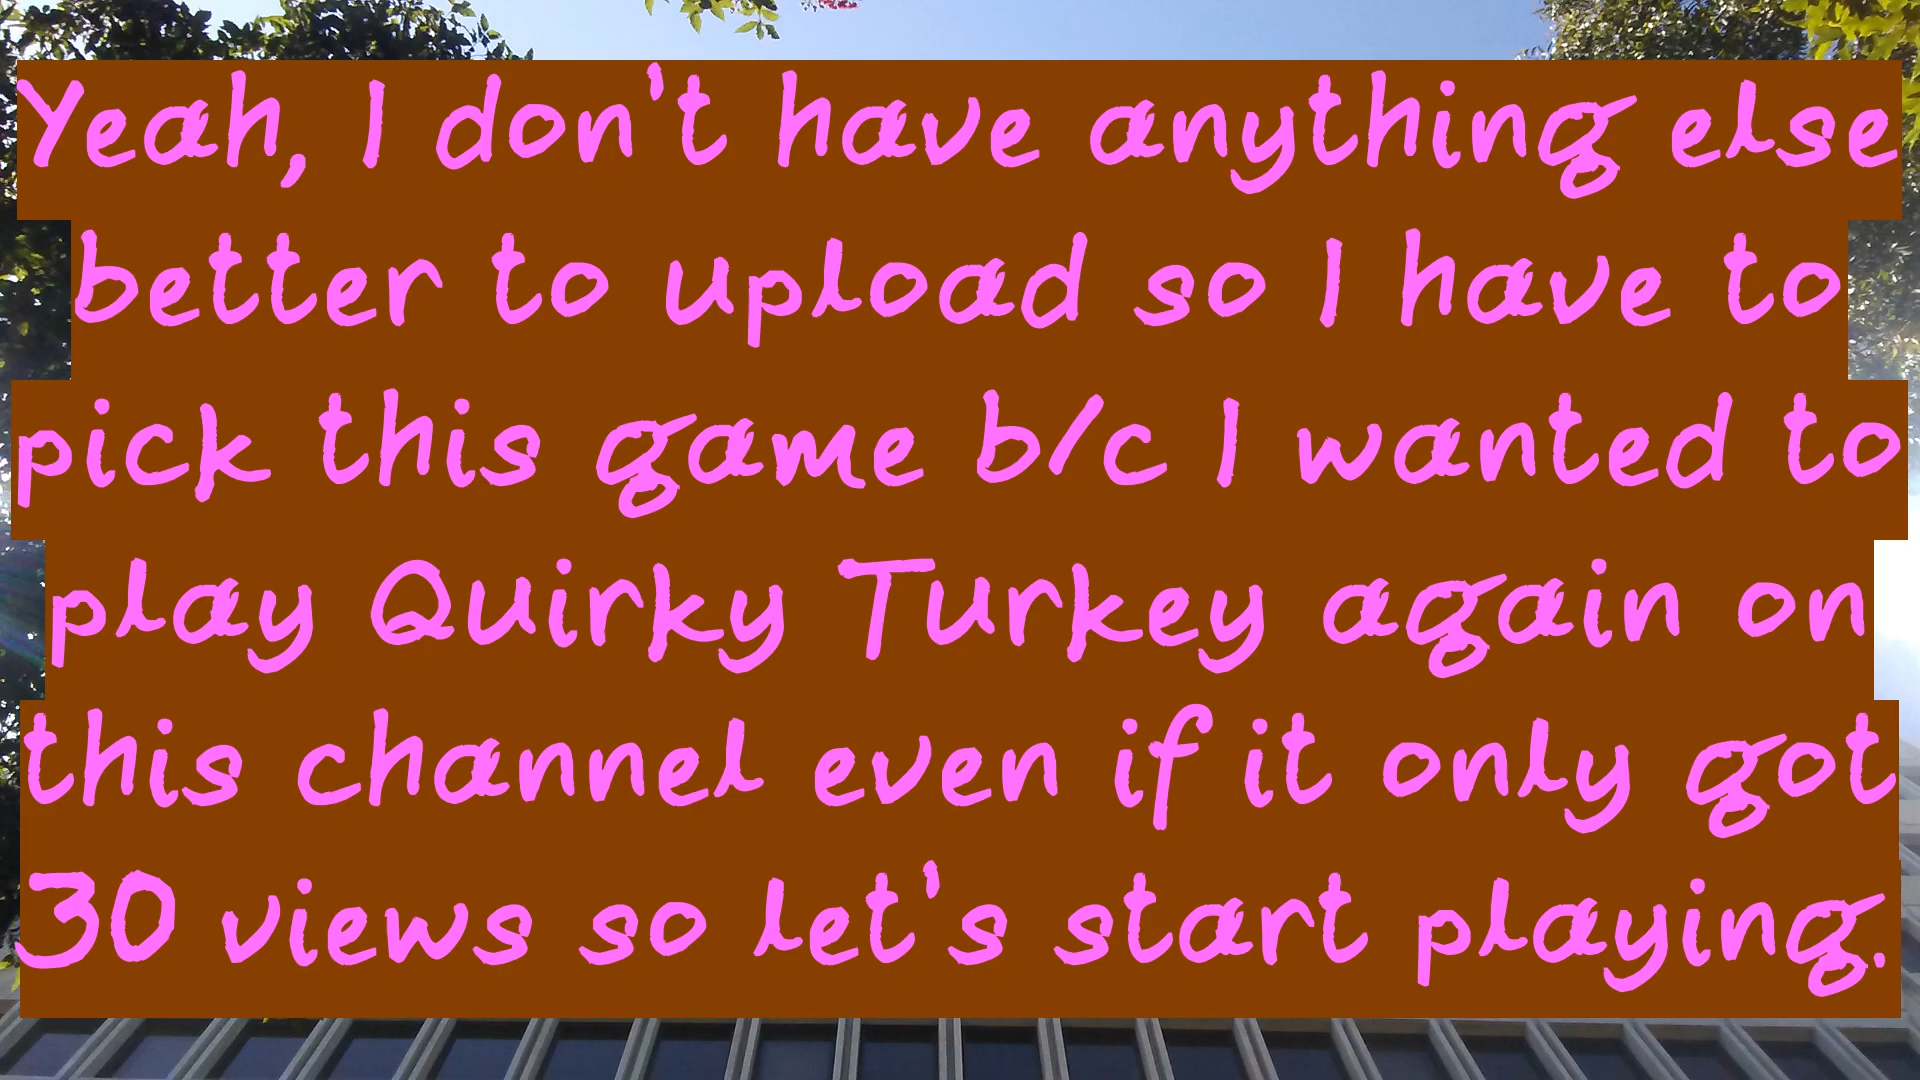 Yeah, I don't have anything else
better to upload so I have to
pick this game b/c I wanted to
play Quirky Turkey again on
this channel even if it only got
30 views so let's start playing.